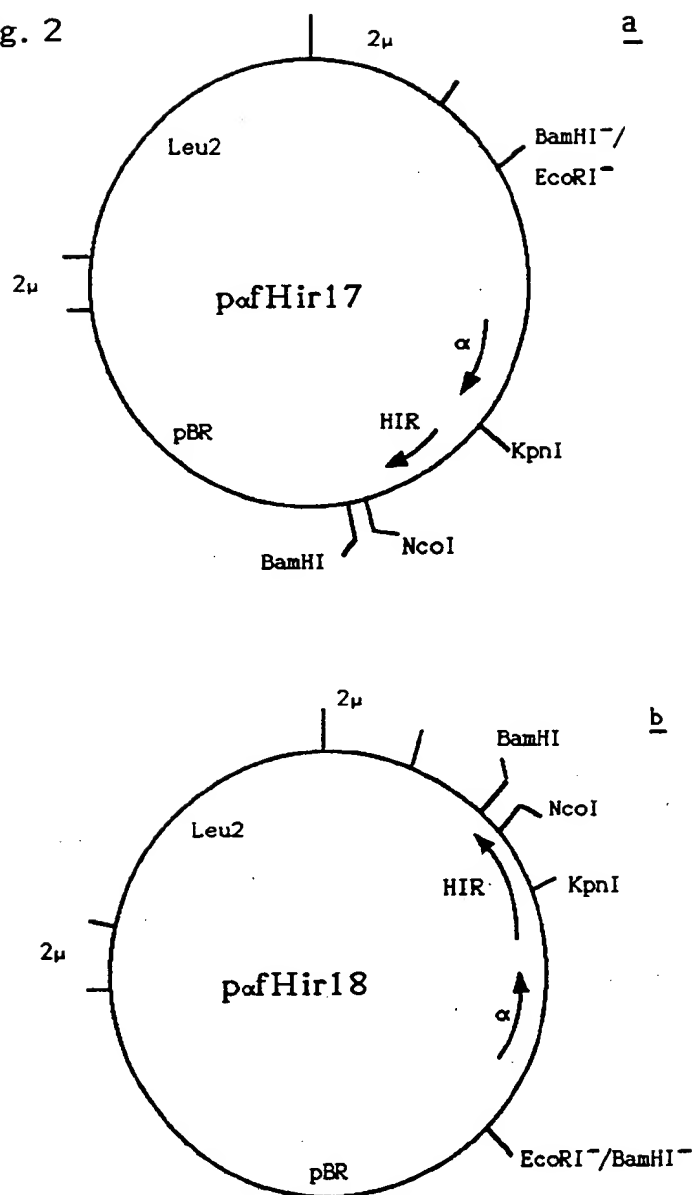 g. 2
a
2μ
BamHI⁻/
EcoRI⁻
Leu2
2μ
pαfHir17
α
HIR
pBR
KpnI
NcoI
BamHI
b
2μ
BamHI
NcoI
Leu2
KpnI
HIR
2μ
pαfHir18
α
EcoRI⁻/BamHI⁻
pBR